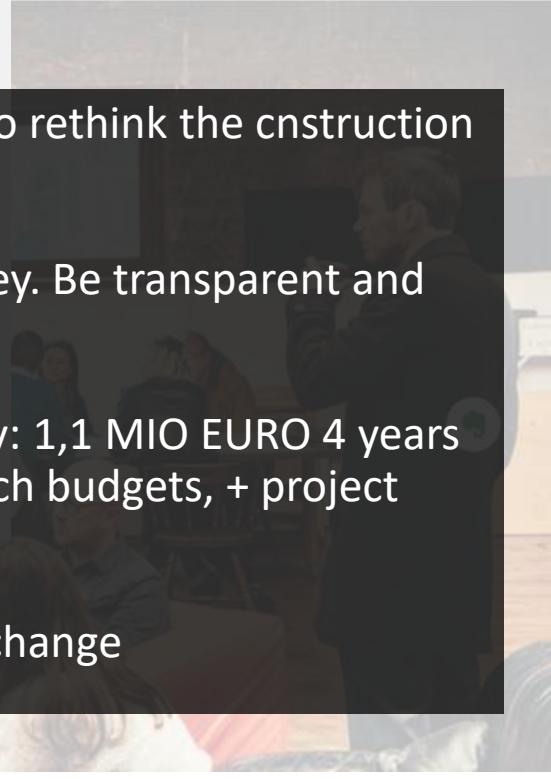 o rethink the cnstruction
ey. Be transparent and
y: 1,1 MIO EURO 4 years
ch budgets, + project
change